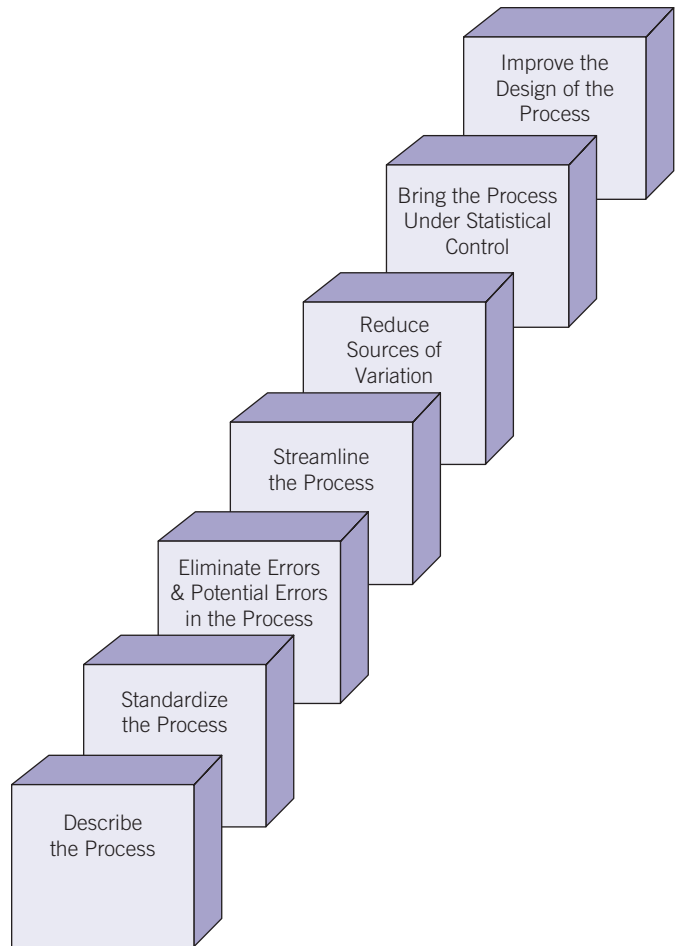 Improve the
Design of the
Process
Bring the Process
Under Statistical
Control
Reduce
Sources of
Variation
Streamline
the Process
Eliminate Errors
& Potential Errors
in the Process
Standardize
the Process
Describe
the Process